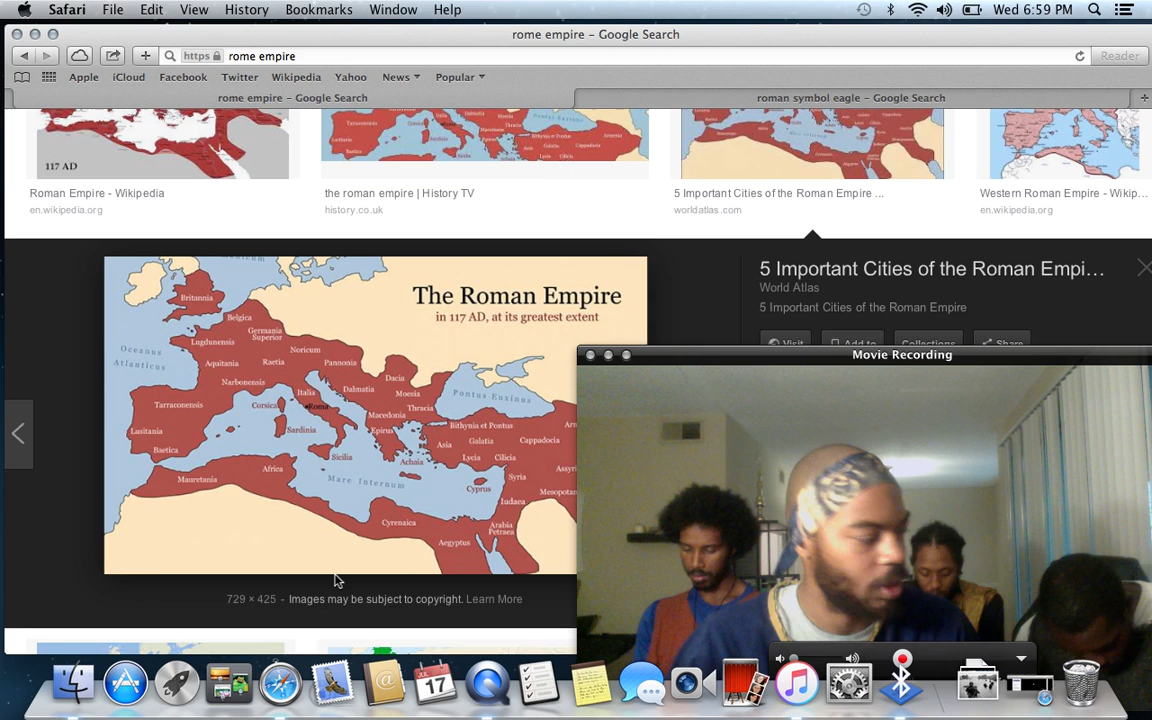 Safari File Edit View History Bookmarks Window Help Wed 6:59 PM
rome empire – Google Search
https rome empire Reader
Apple iCloud Facebook Twitter Wikipedia Yahoo News Popular
rome empire – Google Search roman symbol eagle – Google Search
117 AD
Roman Empire - Wikipedia
en.wikipedia.org
the roman empire | History TV
history.co.uk
5 Important Cities of the Roman Empire ...
worldatlas.com
Western Roman Empire - Wikip...
en.wikipedia.org
The Roman Empire
in 117 AD, at its greatest extent
Britannia
Oceanus
Atlanticus
Belgica
Germania
Superior
Lugdunensis
Noricum
Aquitania
Raetia
Pannonia
Narbonensis
Italia
Dalmatia
Dacia
Moesia
Pontus Euxinus
Tarraconensis
Corsica
Roma
Thracia
Macedonia
Lusitania
Sardinia
Epirus
Bithynia et Pontus
Baetica
Sicilia
Achaia
Asia
Galatia
Cappadocia
Lycia
Cilicia
Africa
Mauretania
Mare Internum
Cyprus
Syria
Iudaea
Cyrenaica
Arabia
Petraea
Aegyptus
729 × 425 - Images may be subject to copyright. Learn More
5 Important Cities of the Roman Empi...
World Atlas
5 Important Cities of the Roman Empire
Visit Add to Collections Share
Movie Recording
JUL
17